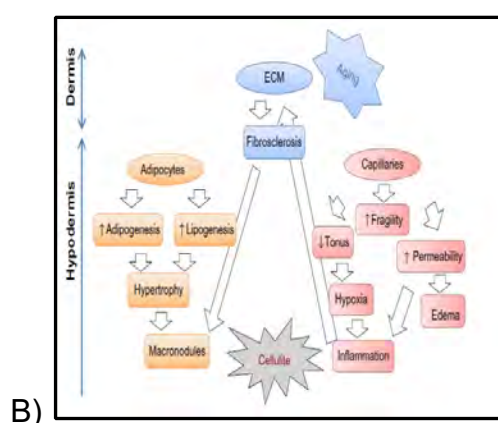 Dermis
ECM
Aging
Fibrosclerosis
Hypodermis
Adipocytes
Capillaries
↑Adipogenesis
↑Lipogenesis
↑Fragility
↓Tonus
↑ Permeability
Hypertrophy
Hypoxia
Edema
Macronodules
Cellulite
Inflammation
B)